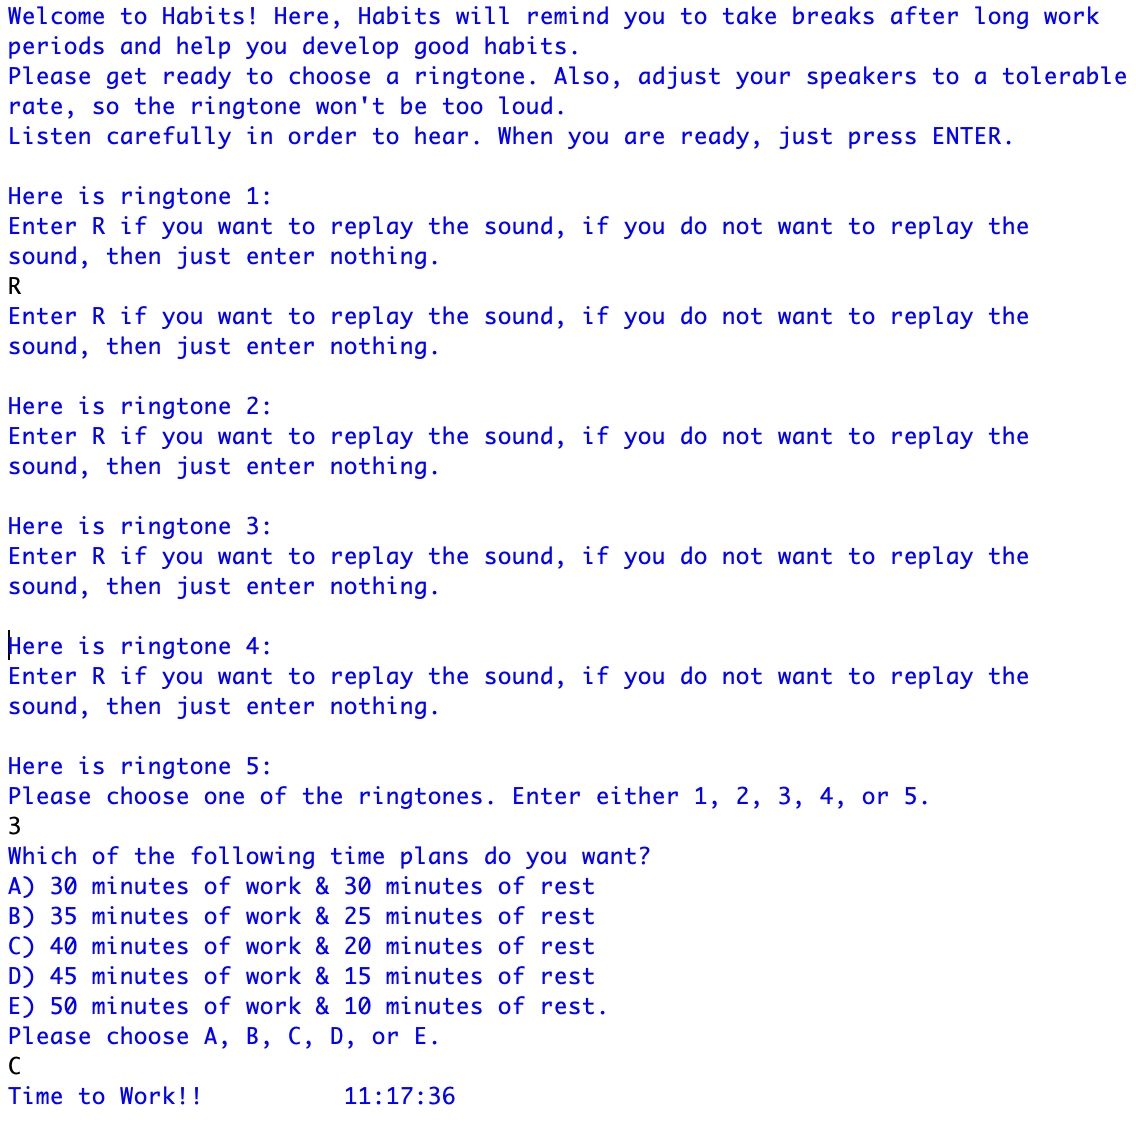 Welcome to Habits! Here, Habits will remind you to take breaks after long work
periods and help you develop good habits.
Please get ready to choose a ringtone. Also, adjust your speakers to a tolerable
rate, so the ringtone won't be too loud.
Listen carefully in order to hear. When you are ready, just press ENTER.
Here is ringtone 1:
Enter R if you want to replay the sound, if you do not want to replay the
sound, then just enter nothing.
R
Enter R if you want to replay the sound, if you do not want to replay the
sound, then just enter nothing.
Here is ringtone 2:
Enter R if you want to replay the sound, if you do not want to replay the
sound, then just enter nothing.
Here is ringtone 3:
Enter R if you want to replay the sound, if you do not want to replay the
sound, then just enter nothing.
Here is ringtone 4:
Enter R if you want to replay the sound, if you do not want to replay the
sound, then just enter nothing.
Here is ringtone 5:
Please choose one of the ringtones. Enter either 1, 2, 3, 4, or 5.
3
Which of the following time plans do you want?
A) 30 minutes of work & 30 minutes of rest
B) 35 minutes of work & 25 minutes of rest
C) 40 minutes of work & 20 minutes of rest
D) 45 minutes of work & 15 minutes of rest
E) 50 minutes of work & 10 minutes of rest.
Please choose A, B, C, D, or E.
C
Time to Work!! 11:17:36